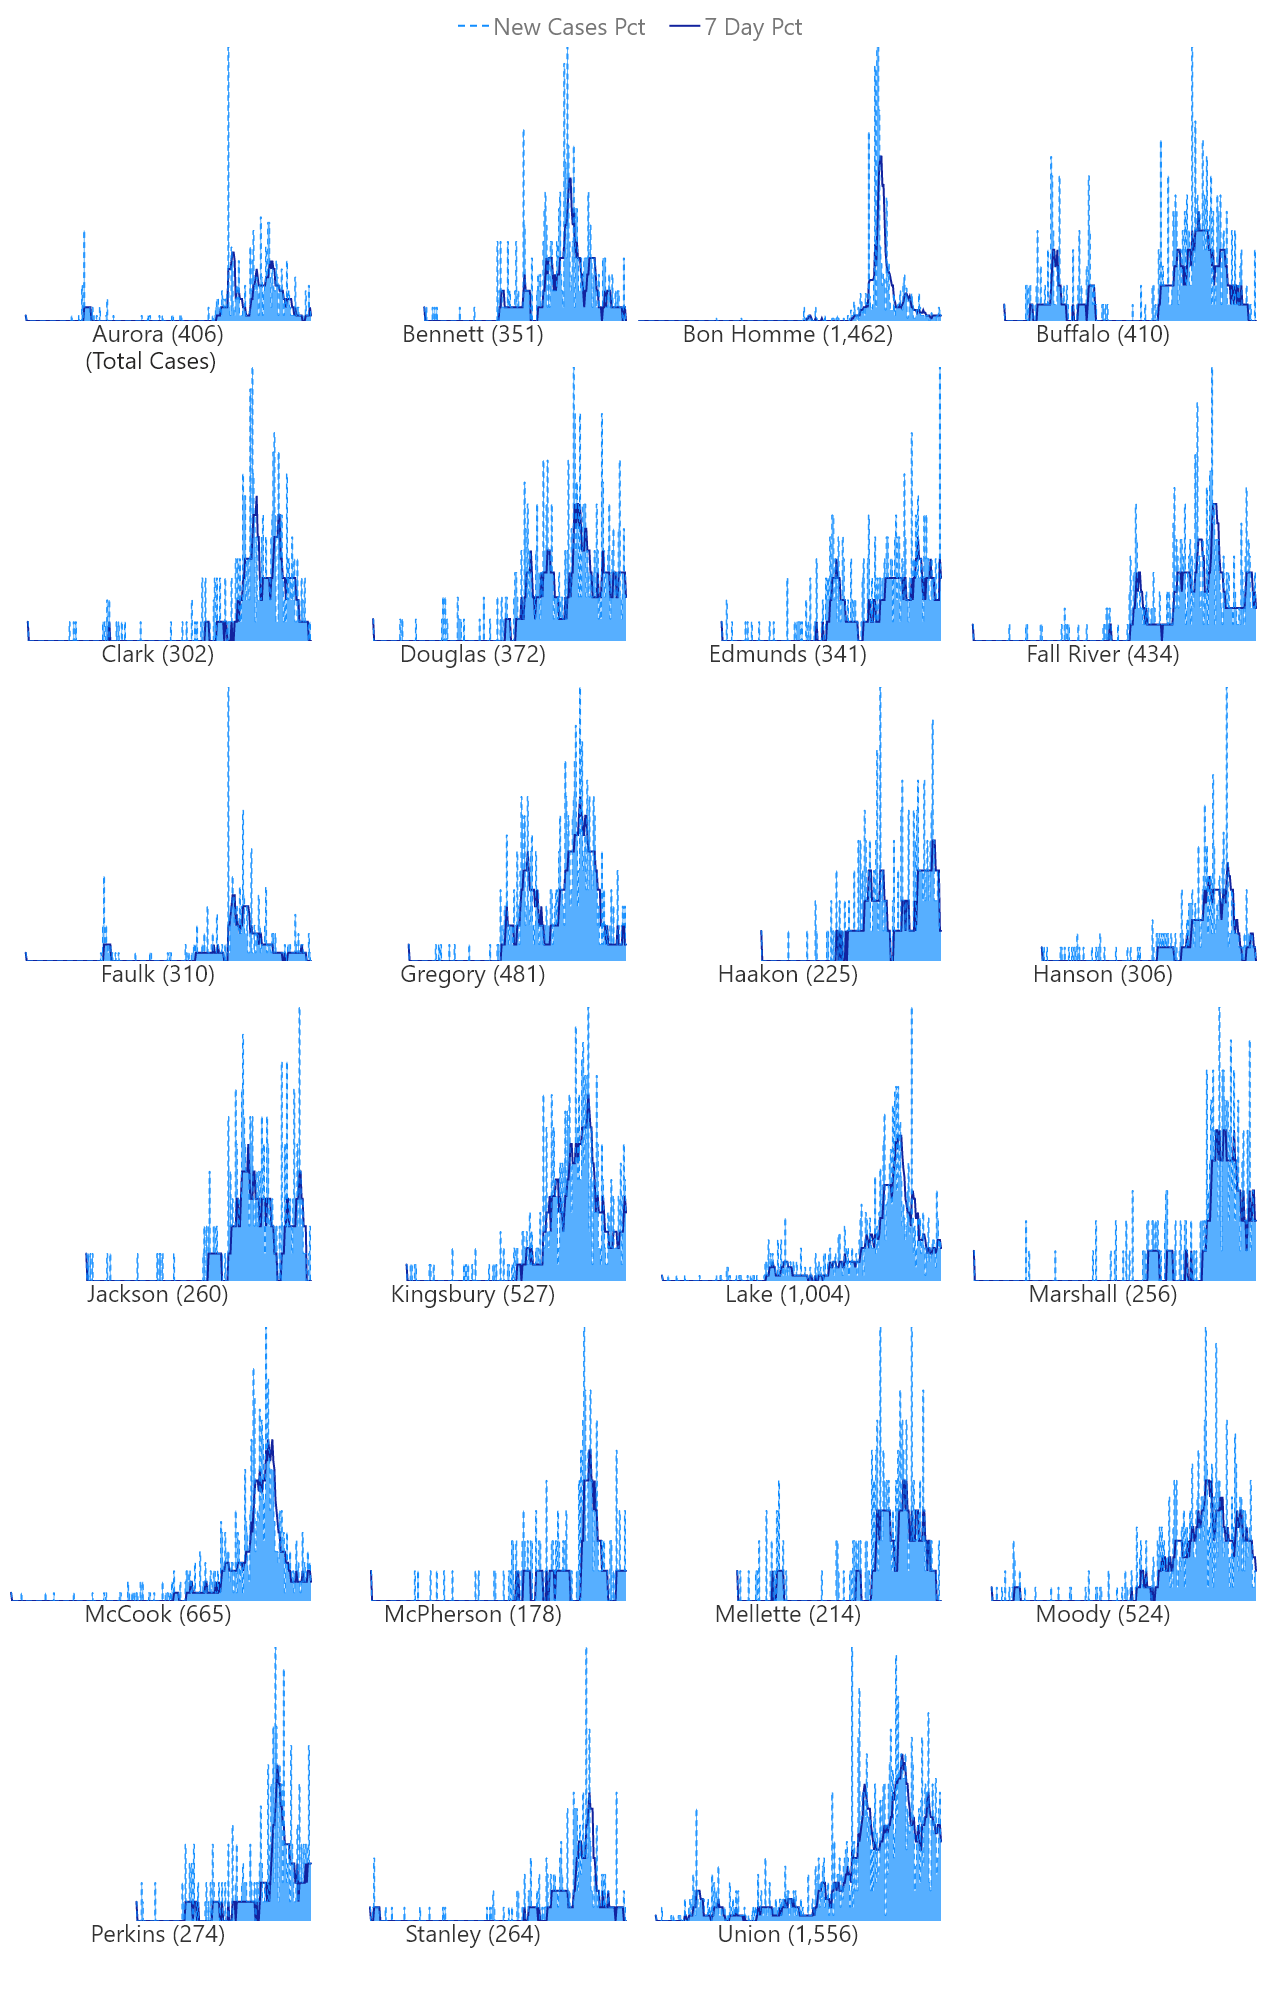 New Cases Pct 7 Day Pct
Aurora (406) Bennett (351) Bon Homme (1,462) Buffalo (410)
(Total Cases)
Clark (302) Douglas (372) Edmunds (341) Fall River (434)
Faulk (310) Gregory (481) Haakon (225) Hanson (306)
Jackson (260) Kingsbury (527) Lake (1,004) Marshall (256)
McCook (665) McPherson (178) Mellette (214) Moody (524)
Perkins (274) Stanley (264) Union (1,556)